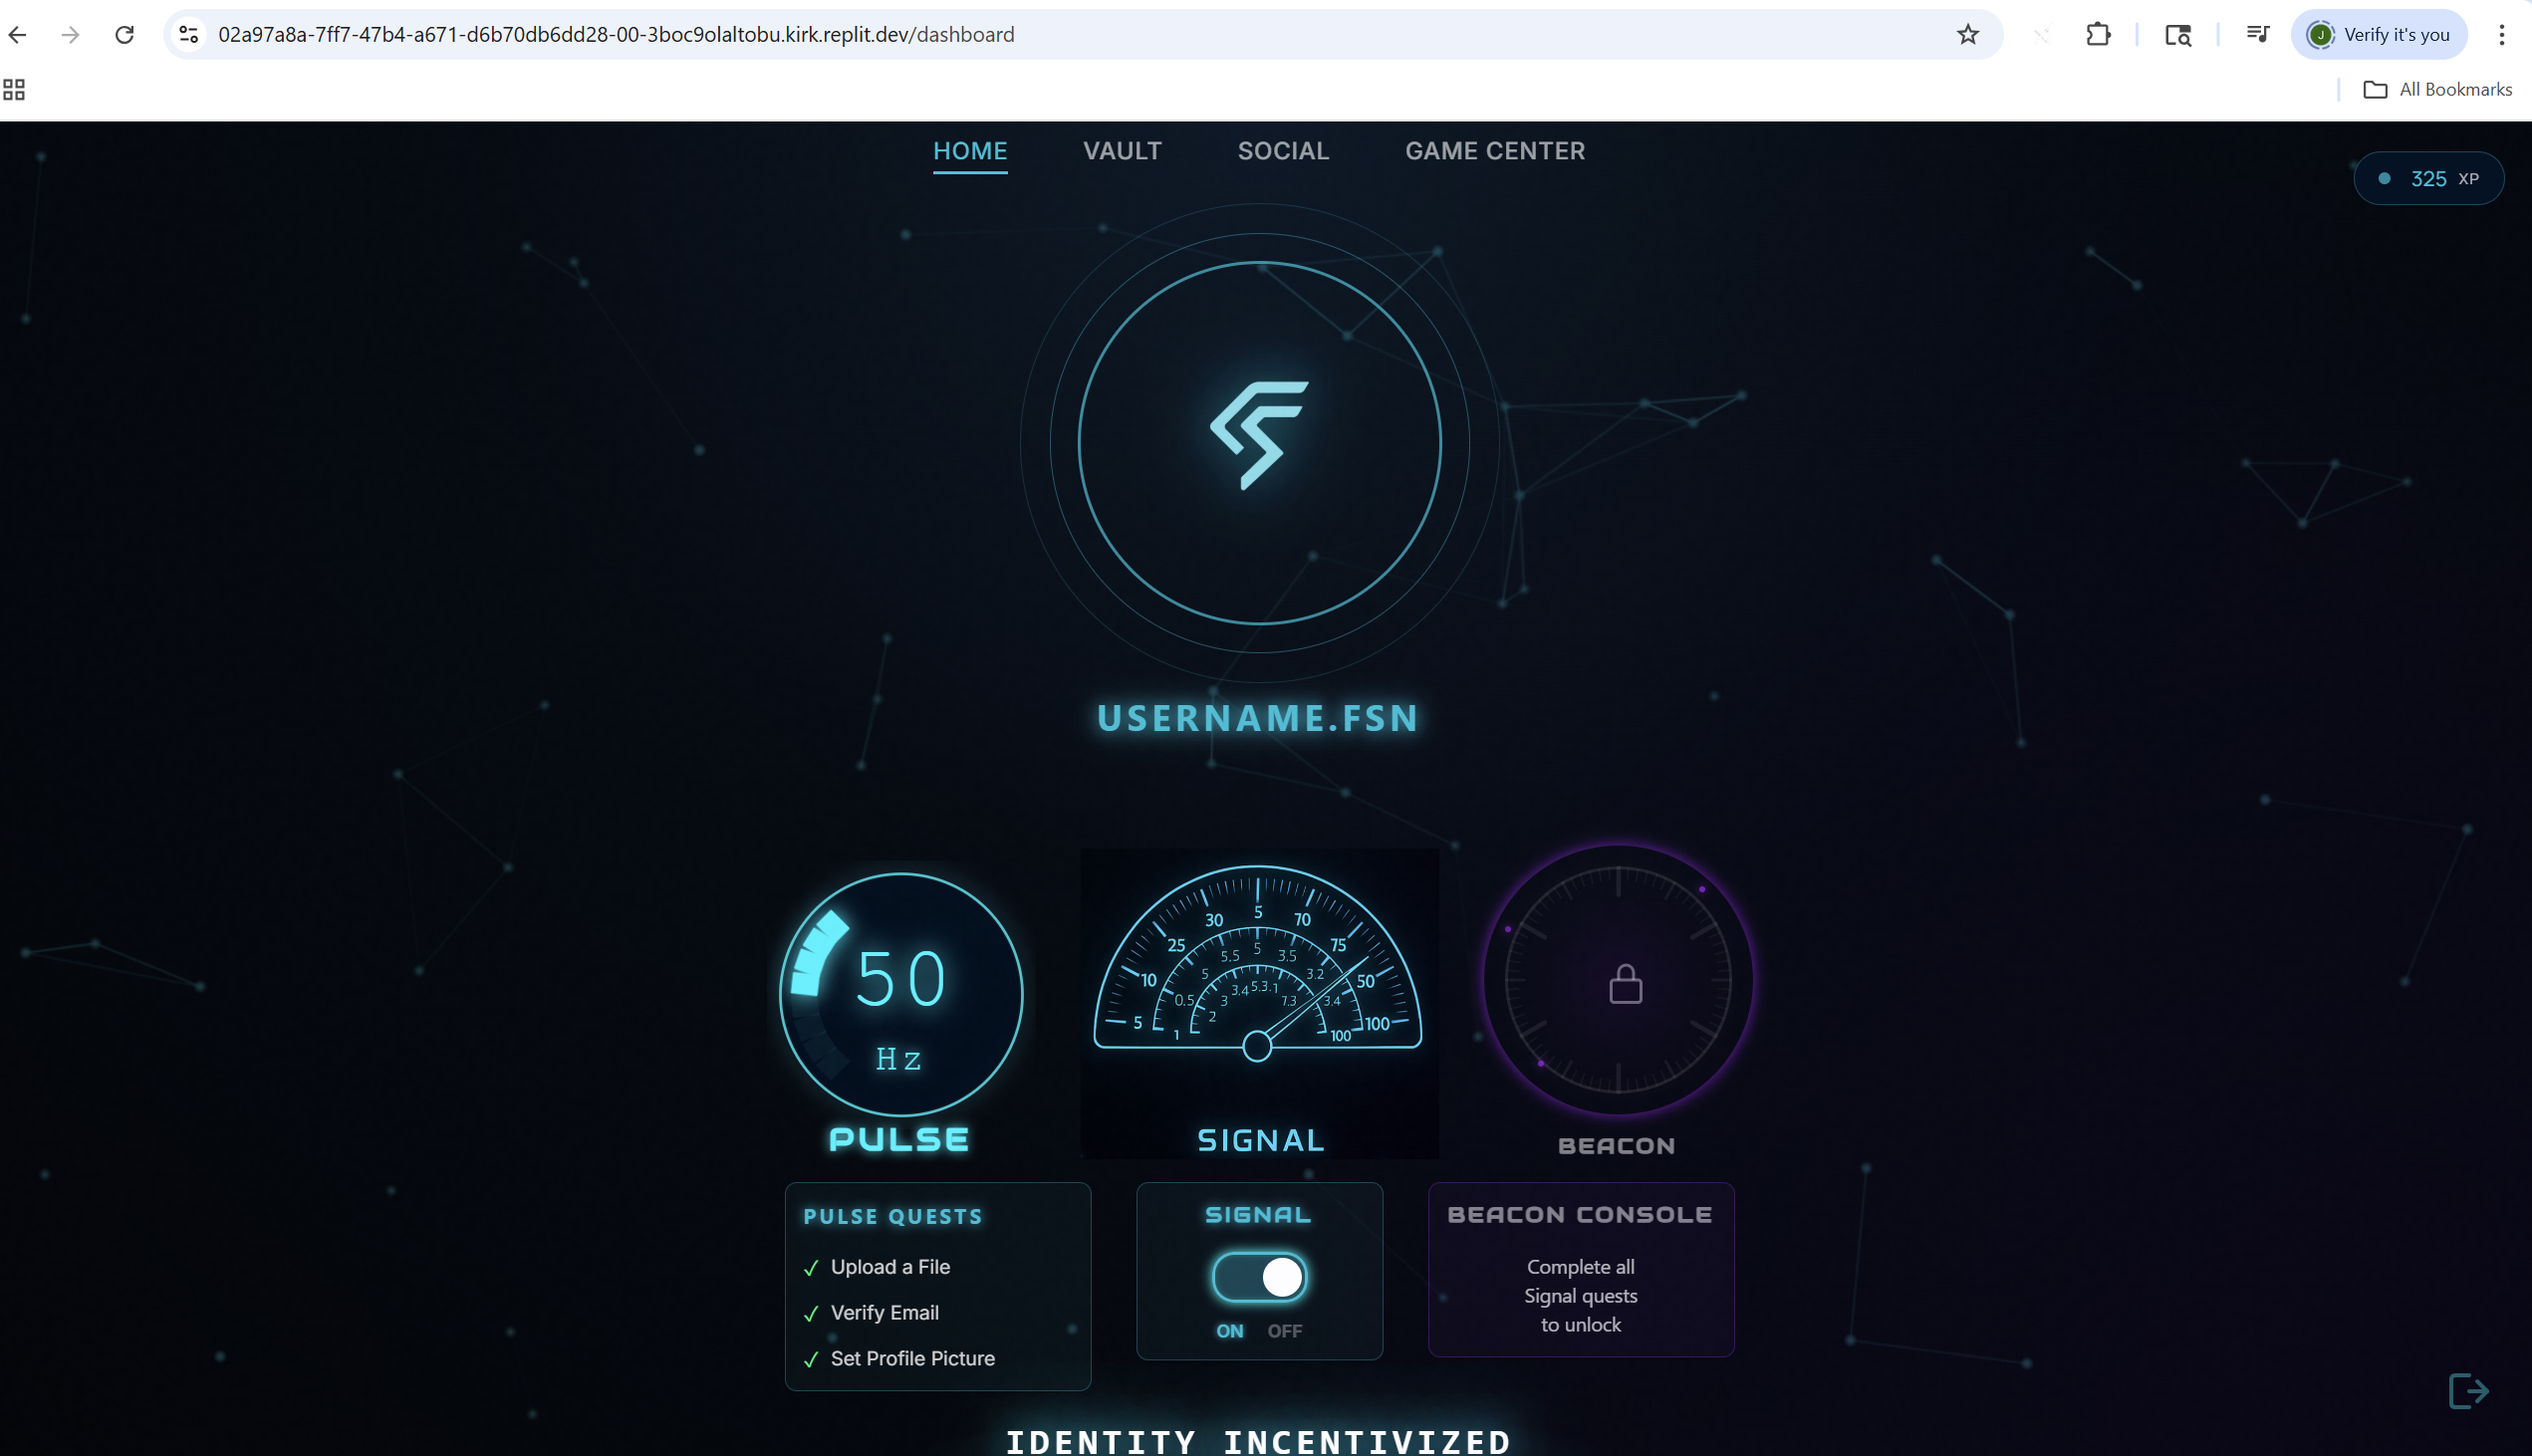 02a97a8a-7ff7-47b4-a671-d6b70db6dd28-00-3boc9olaltobu.kirk.replit.dev/dashboard
J
Verify it's you
All Bookmarks
HOME
VAULT
SOCIAL
GAME CENTER
325 XP
USERNAME.FSN
50
Hz
PULSE
5 10 25 30 5 70 75 50 100
1 0.5 5 5.5 5 3.5 3.2 3.4 100
2 3 3.4 5.3.1 7.3
SIGNAL
BEACON
PULSE QUESTS
✓ Upload a File
✓ Verify Email
✓ Set Profile Picture
SIGNAL
ON OFF
BEACON CONSOLE
Complete all
Signal quests
to unlock
IDENTITY INCENTIVIZED